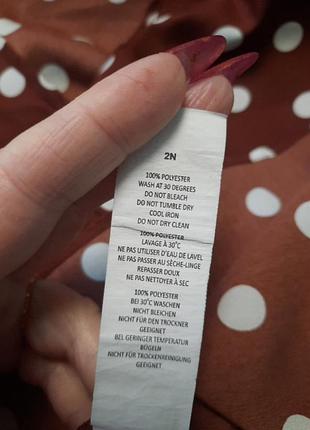 2N
100% POLYESTER
WASH AT 30 DEGREES
DO NOT BLEACH
DO NOT TUMBLE DRY
COOL IRON
DO NOT DRY CLEAN
100% POLYESTER
LAVAGE À 30°C
NE PAS UTILISER D'EAU DE LAVEL
NE PAS PASSER AU SÈCHE-LINGE
REPASSER DOUX
NE PAS NETTOYER À SEC
100% POLYESTER
BEI 30°C WASCHEN
NICHT BLEICHEN
NICHT FÜR DEN TROCKNER
GEEIGNET
BEI GERINGER TEMPERATUR
BÜGELN
NICHT FÜR TROCKENREINIGUNG
GEEIGNET